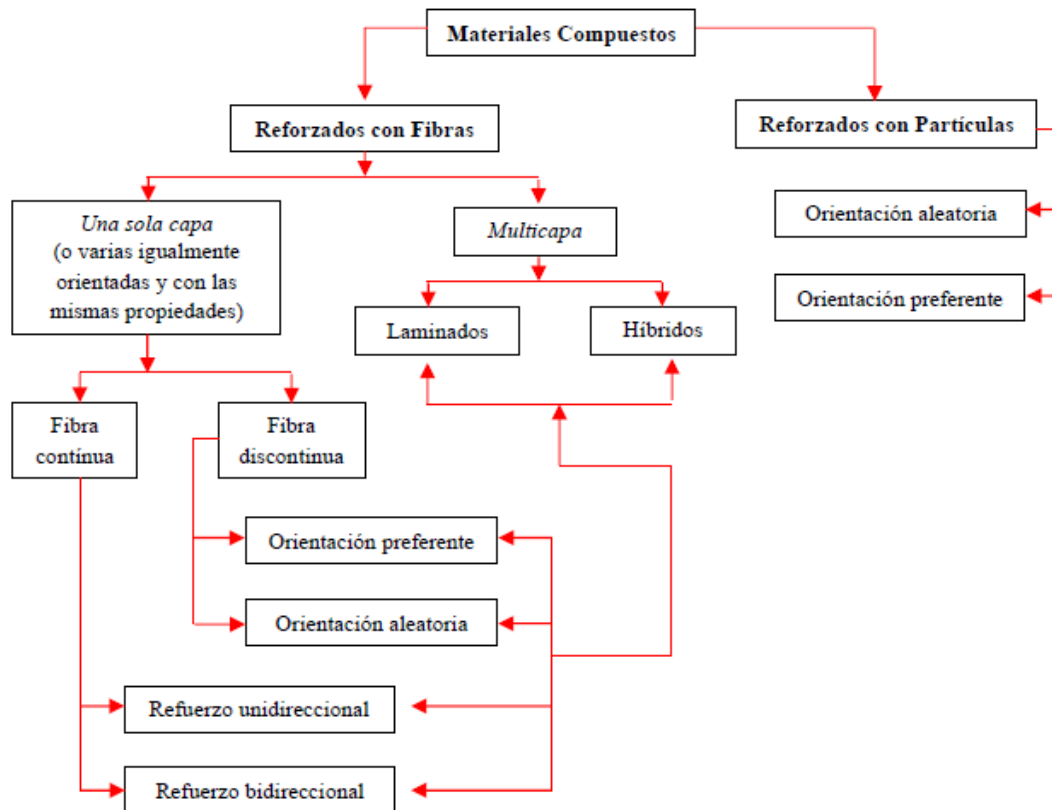 Materiales Compuestos
Reforzados con Fibras
Reforzados con Partículas
Una sola capa
(o varias igualmente
orientadas y con las
mismas propiedades)
Multicapa
Orientación aleatoria
Orientación preferente
Laminados
Híbridos
Fibra
contínua
Fibra
discontinua
Orientación preferente
Orientación aleatoria
Refuerzo unidireccional
Refuerzo bidireccional